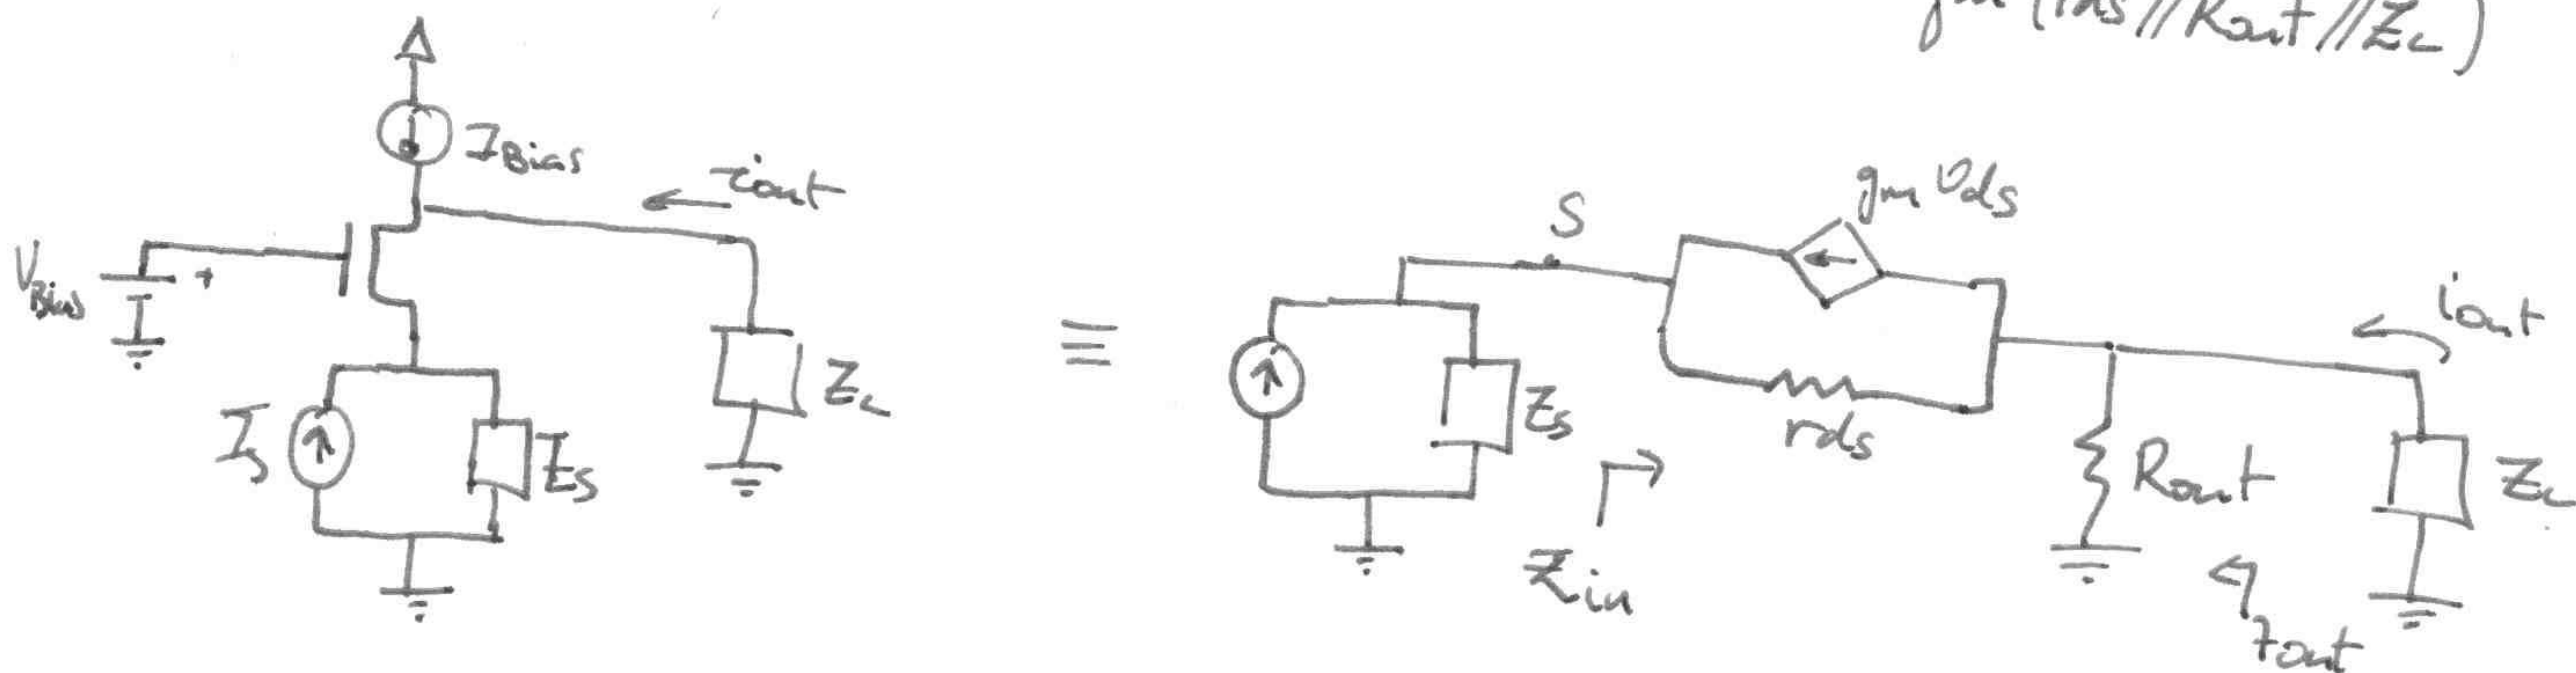 gm (rds // Rout // ZL)
IBias
iout
VBias
+
Is
Zs
ZL
≡
S
gm vds
rds
Zs
Zin
Rout
iout
ZL
Zout